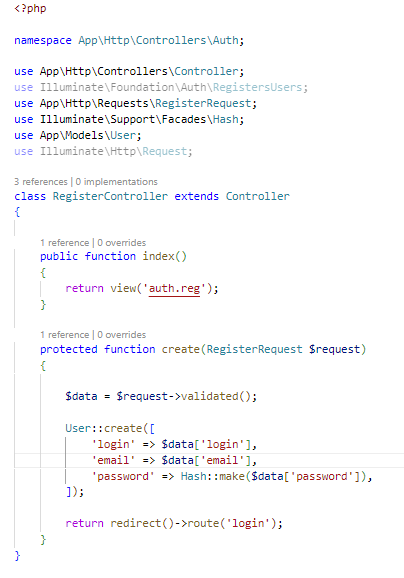 <?php
namespace App\Http\Controllers\Auth;
use App\Http\Controllers\Controller;
use Illuminate\Foundation\Auth\RegistersUsers;
use App\Http\Requests\RegisterRequest;
use Illuminate\Support\Facades\Hash;
use App\Models\User;
use Illuminate\Http\Request;
3 references | 0 implementations
class RegisterController extends Controller
{
1 reference | 0 overrides
public function index()
{
return view('auth.reg');
}
1 reference | 0 overrides
protected function create(RegisterRequest $request)
{
$data = $request->validated();
User::create([
'login' => $data['login'],
'email' => $data['email'],
'password' => Hash::make($data['password']),
]);
return redirect()->route('login');
}
}